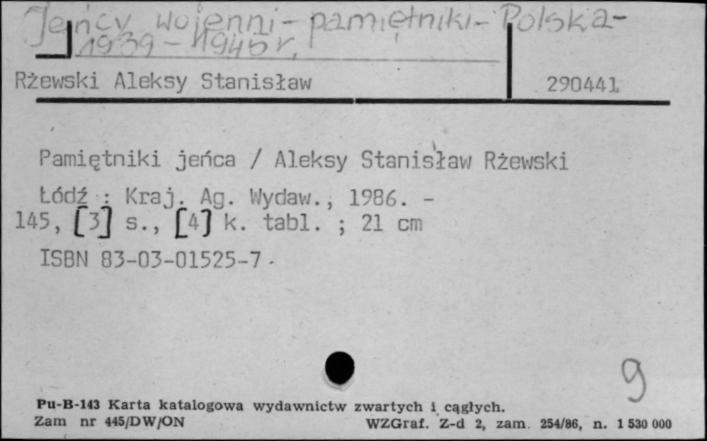 Jeńcy wojenni - pamiętniki - Polska -
1939 - 1945 r.
Rżewski Aleksy Stanisław 290441
Pamiętniki jeńca / Aleksy Stanisław Rżewski
Łódź : Kraj. Ag. Wydaw., 1986. -
145, [3] s., [4] k. tabl. ; 21 cm
ISBN 83-03-01525-7
9
Pu-B-143 Karta katalogowa wydawnictw zwartych i ciągłych.
Zam nr 445/DW/ON WZGraf. Z-d 2, zam. 254/86, n. 1 530 000